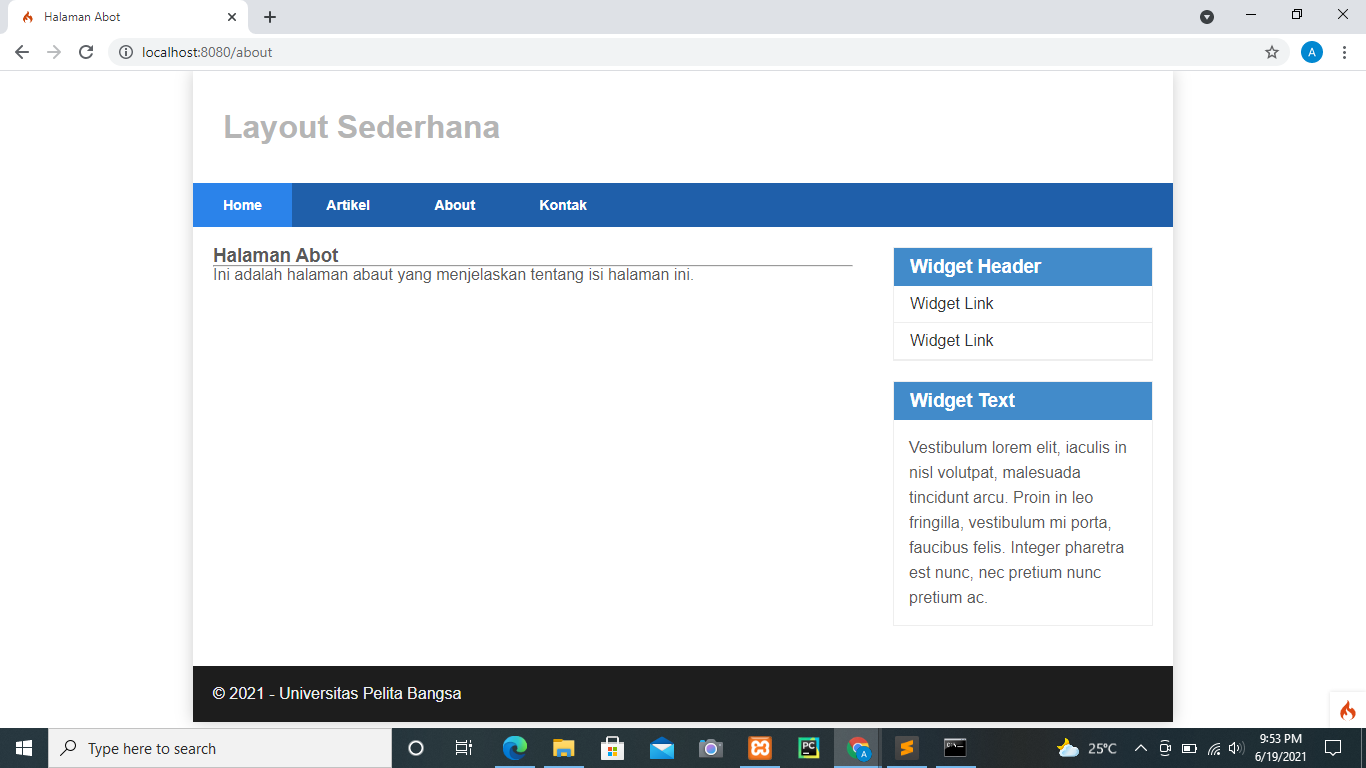 Halaman Abot
localhost:8080/about
A
Layout Sederhana
Home Artikel About Kontak
Halaman Abot
Ini adalah halaman abaut yang menjelaskan tentang isi halaman ini.
Widget Header
Widget Link
Widget Link
Widget Text
Vestibulum lorem elit, iaculis in
nisl volutpat, malesuada
tincidunt arcu. Proin in leo
fringilla, vestibulum mi porta,
faucibus felis. Integer pharetra
est nunc, nec pretium nunc
pretium ac.
© 2021 - Universitas Pelita Bangsa
Type here to search
PC
A
25°C
9:53 PM
6/19/2021